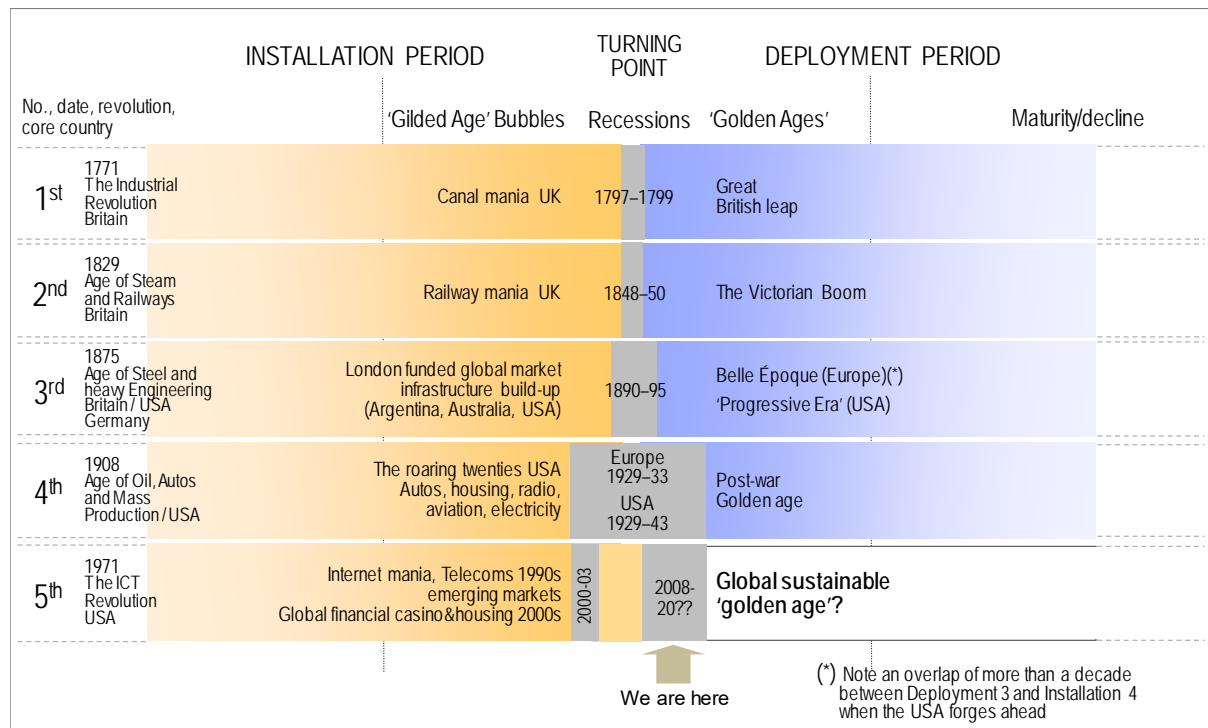 INSTALLATION PERIOD
TURNING
POINT
DEPLOYMENT PERIOD
No., date, revolution,
core country
'Gilded Age' Bubbles
Recessions
'Golden Ages'
Maturity/decline
1st
1771
The Industrial
Revolution
Britain
Canal mania UK
1797–1799
Great
British leap
2nd
1829
Age of Steam
and Railways
Britain
Railway mania UK
1848–50
The Victorian Boom
3rd
1875
Age of Steel and
heavy Engineering
Britain / USA
Germany
London funded global market
infrastructure build-up
(Argentina, Australia, USA)
1890–95
Belle Époque (Europe)(*)
'Progressive Era' (USA)
4th
1908
Age of Oil, Autos
and Mass
Production / USA
The roaring twenties USA
Autos, housing, radio,
aviation, electricity
Europe
1929–33
USA
1929–43
Post-war
Golden age
5th
1971
The ICT
Revolution
USA
Internet mania, Telecoms 1990s
emerging markets
Global financial casino&housing 2000s
2000-03
2008-
20??
Global sustainable
'golden age'?
We are here
(*) Note an overlap of more than a decade
between Deployment 3 and Installation 4
when the USA forges ahead